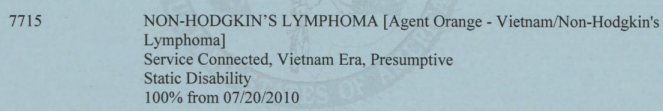 7715 NON-HODGKIN'S LYMPHOMA [Agent Orange - Vietnam/Non-Hodgkin's
Lymphoma]
Service Connected, Vietnam Era, Presumptive
Static Disability
100% from 07/20/2010